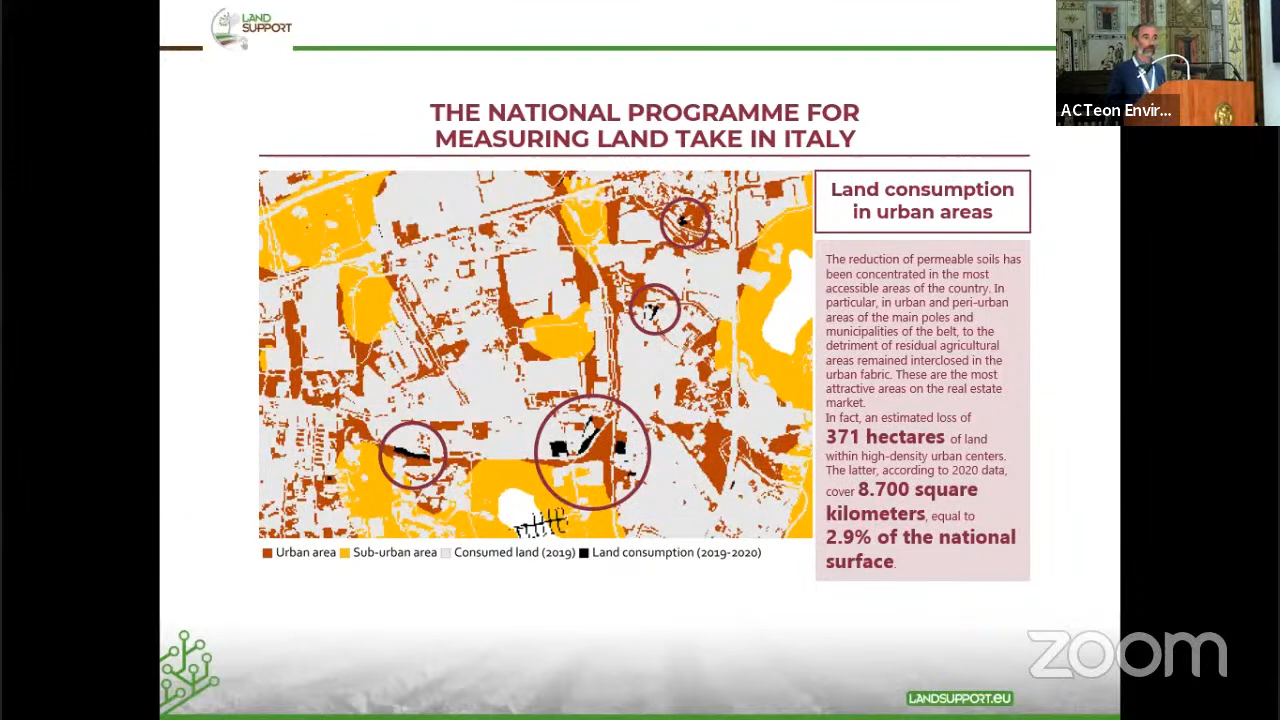 LAND
SUPPORT
ACTeon Envir...
THE NATIONAL PROGRAMME FOR
MEASURING LAND TAKE IN ITALY
Land consumption
in urban areas
The reduction of permeable soils has
been concentrated in the most
accessible areas of the country. In
particular, in urban and peri-urban
areas of the main poles and
municipalities of the belt, to the
detriment of residual agricultural
areas remained interclosed in the
urban fabric. These are the most
attractive areas on the real estate
market.
In fact, an estimated loss of
371 hectares of land
within high-density urban centers.
The latter, according to 2020 data,
cover 8.700 square
kilometers, equal to
2.9% of the national
surface.
Urban area Sub-urban area Consumed land (2019) Land consumption (2019-2020)
zoom
LANDSUPPORT.EU